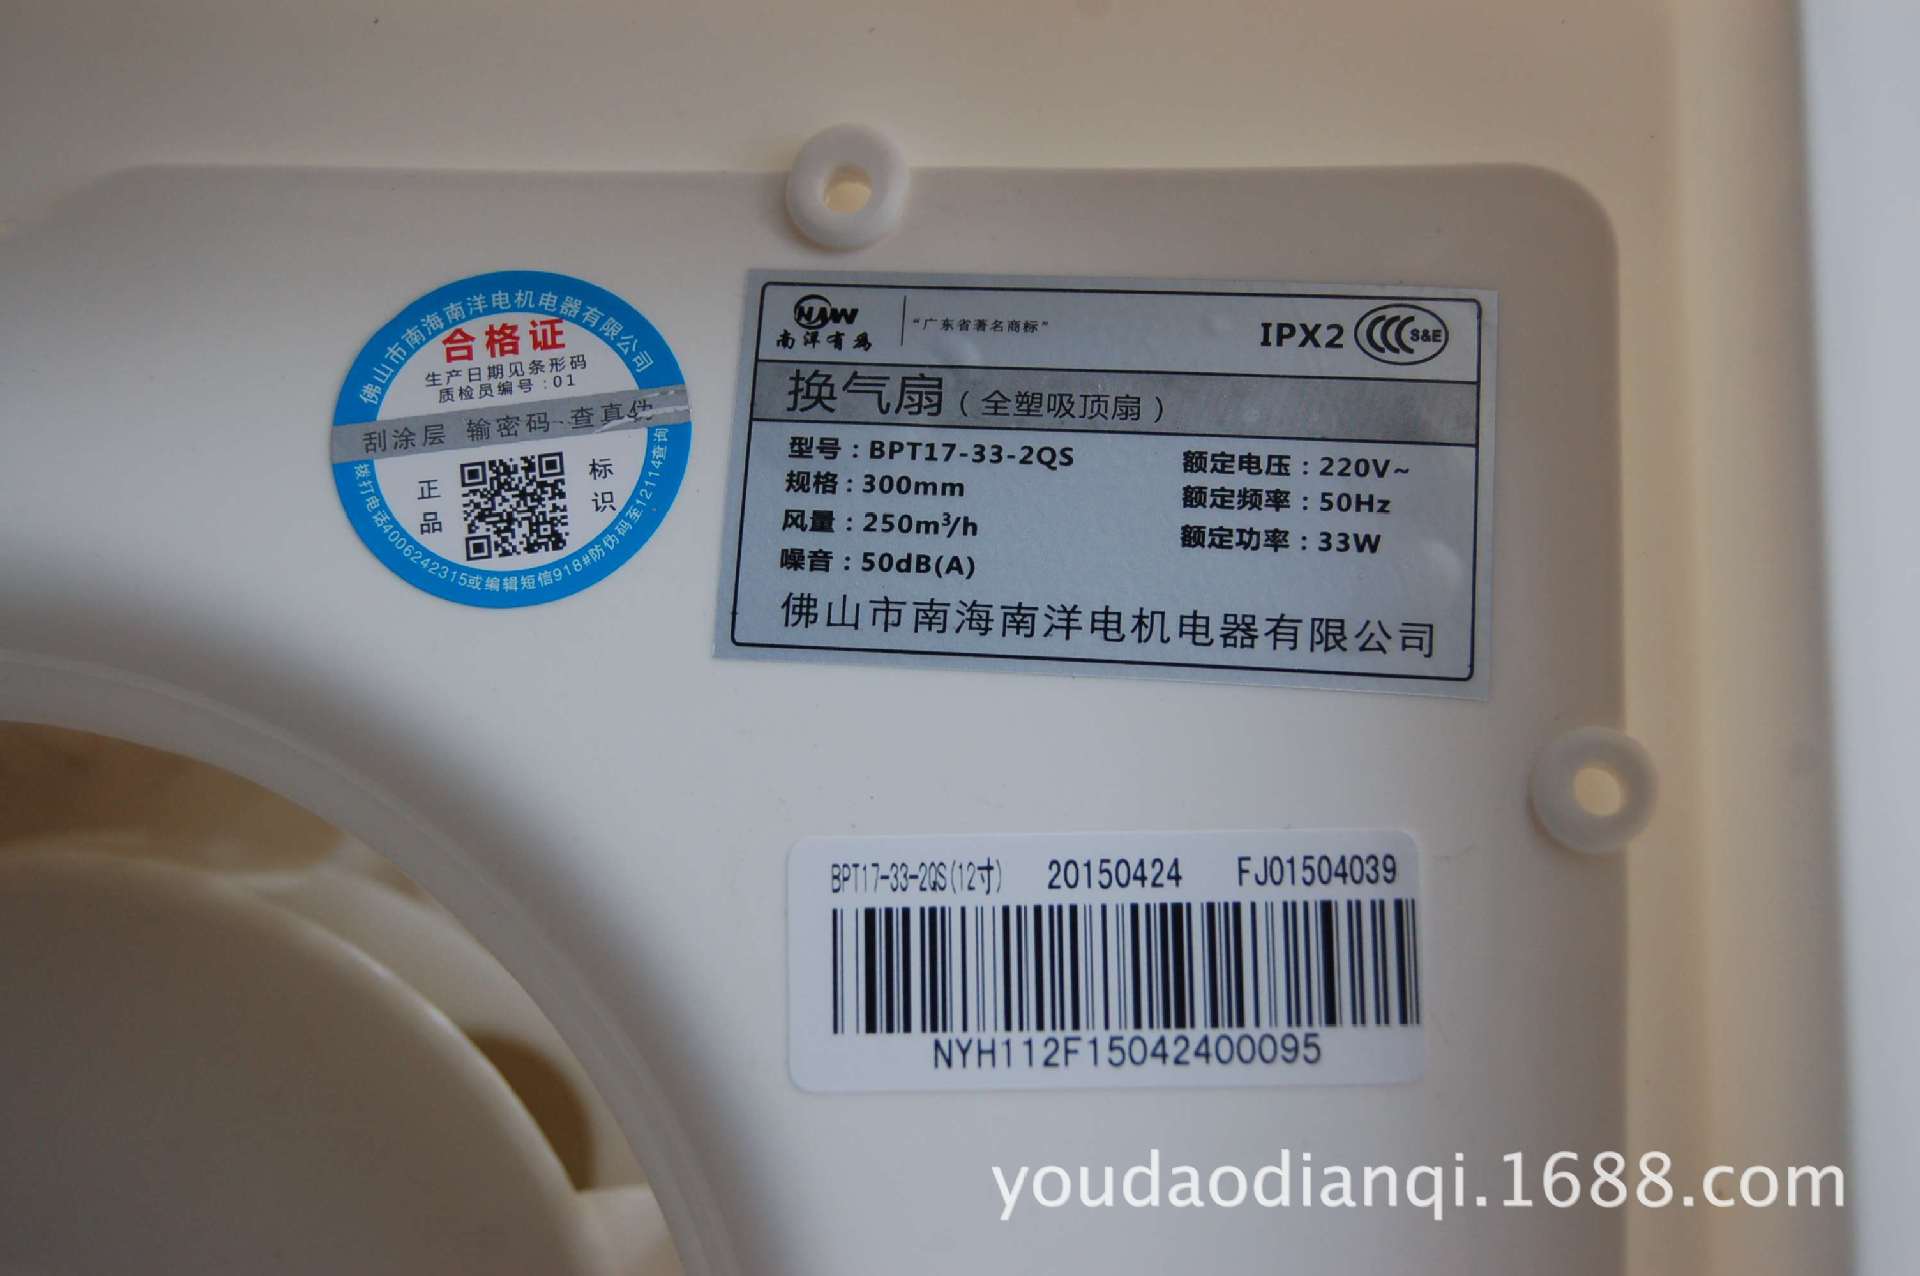 佛山市南海南洋电机电器有限公司
合格证
生产日期见条形码
质检员编号:01
刮涂层 输密码 查真伪
正品
标识
拨打电话4006242315或编辑短信918#防伪码至12114查询
NYW
南洋有为
“广东省著名商标”
IPX2
S&E
换气扇(全塑吸顶扇)
型号:BPT17-33-2QS
额定电压:220V~
规格:300mm
额定频率:50Hz
风量:250m³/h
额定功率:33W
噪音:50dB(A)
佛山市南海南洋电机电器有限公司
BPT17-33-2QS(12寸) 20150424 FJ01504039
NYH112F15042400095
youdaodianqi.1688.com